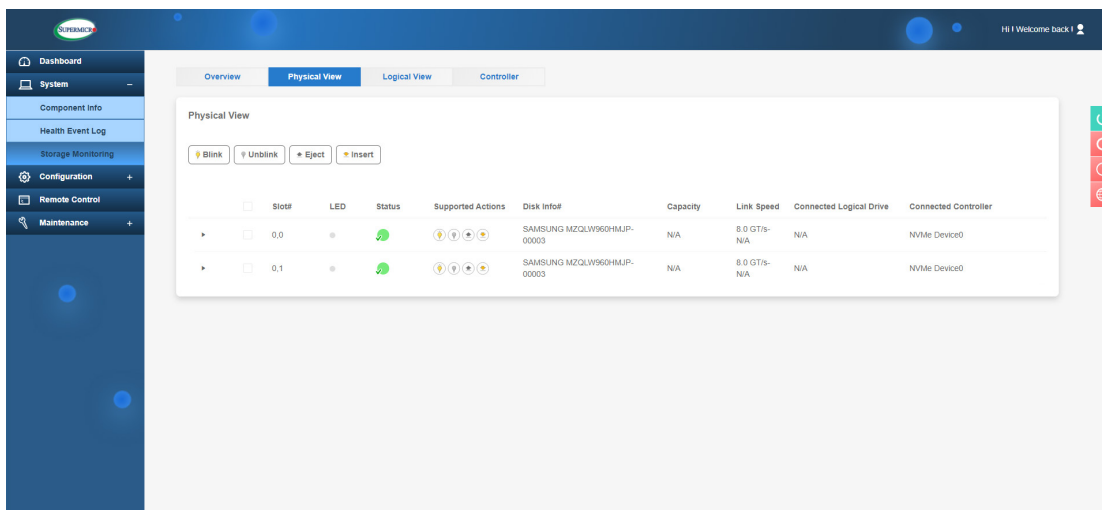 SUPERMICRO
Hi ! Welcome back !
Dashboard
System −
Component Info
Health Event Log
Storage Monitoring
Configuration +
Remote Control
Maintenance +
Overview Physical View Logical View Controller
Physical View
Blink Unblink Eject Insert
Slot# LED Status Supported Actions Disk Info# Capacity Link Speed Connected Logical Drive Connected Controller
0,0 SAMSUNG MZQLW960HMJP-00003 N/A 8.0 GT/s-N/A N/A NVMe Device0
0,1 SAMSUNG MZQLW960HMJP-00003 N/A 8.0 GT/s-N/A N/A NVMe Device0